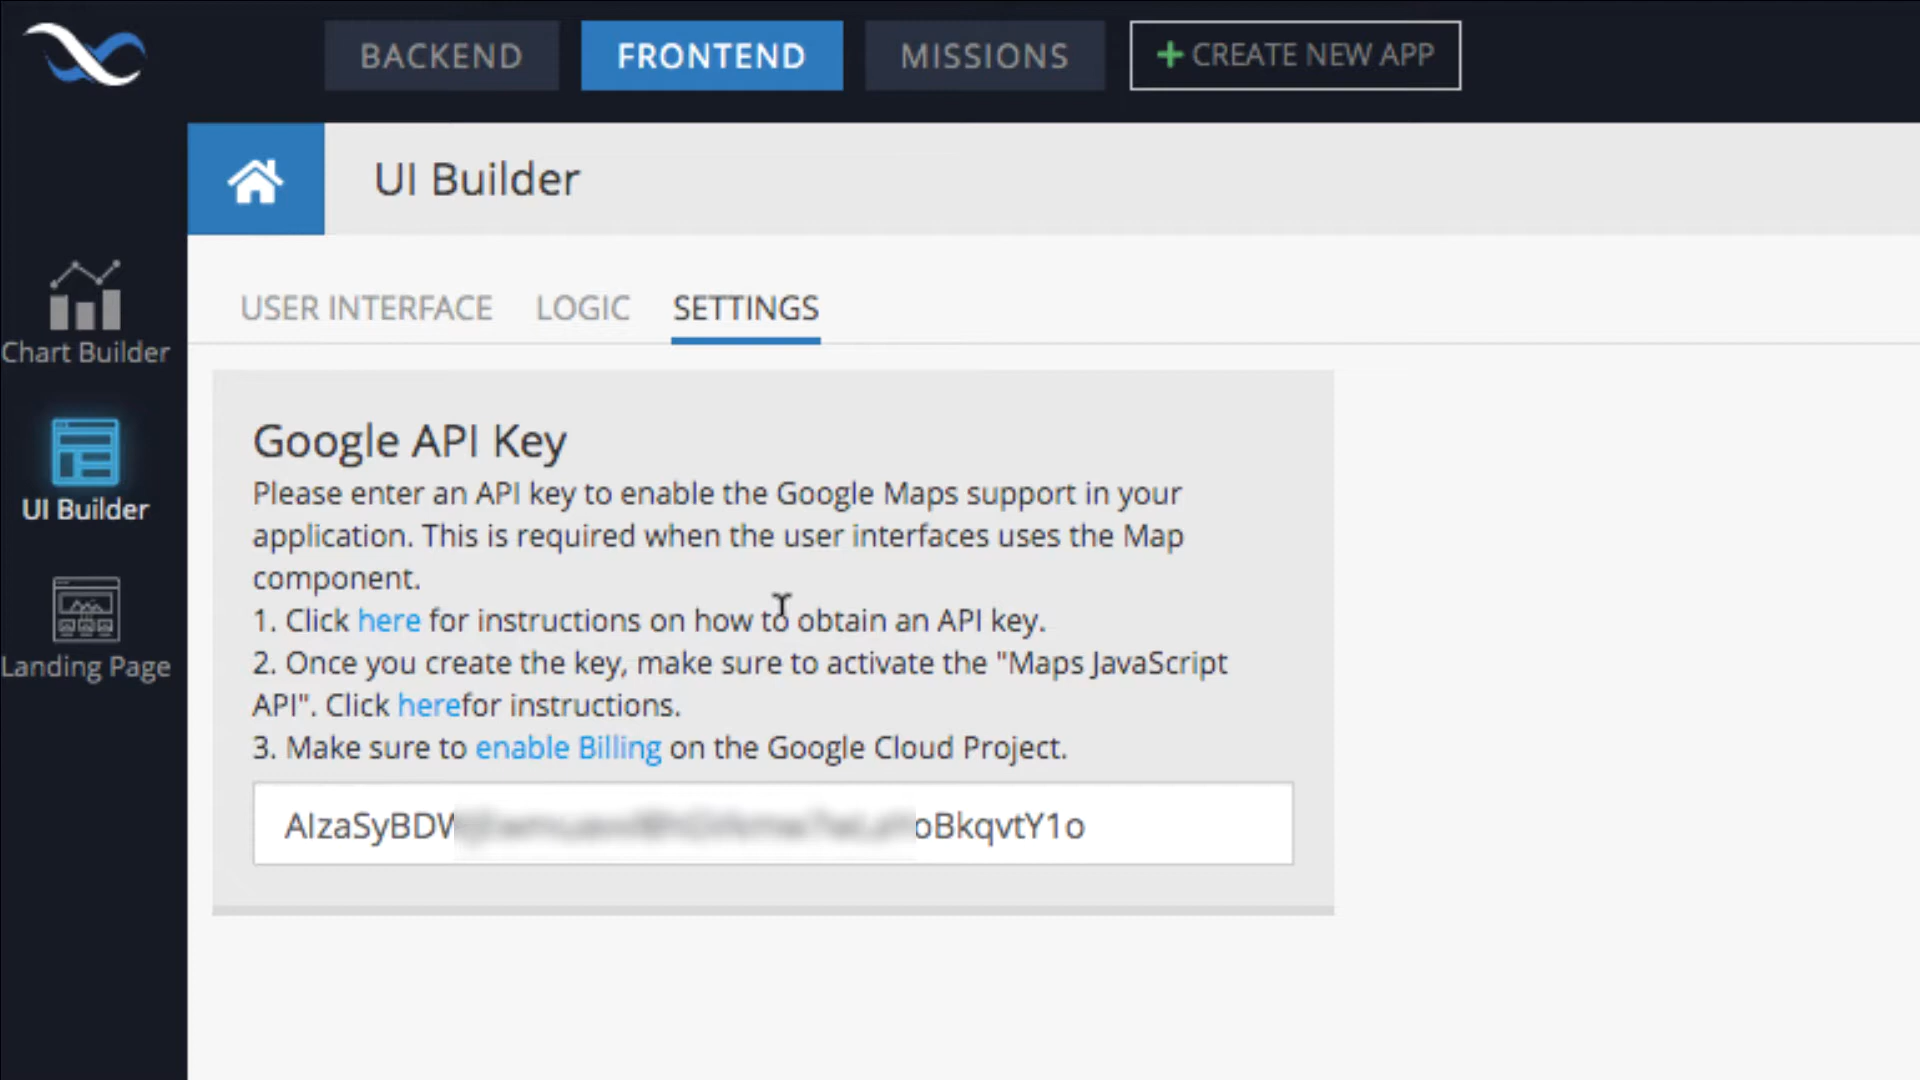 BACKEND FRONTEND MISSIONS + CREATE NEW APP
UI Builder
USER INTERFACE LOGIC SETTINGS
Chart Builder
UI Builder
Landing Page
Google API Key
Please enter an API key to enable the Google Maps support in your
application. This is required when the user interfaces uses the Map
component.
1. Click here for instructions on how to obtain an API key.
2. Once you create the key, make sure to activate the "Maps JavaScript
API". Click herefor instructions.
3. Make sure to enable Billing on the Google Cloud Project.
AIzaSyBDW oBkqvtY1o